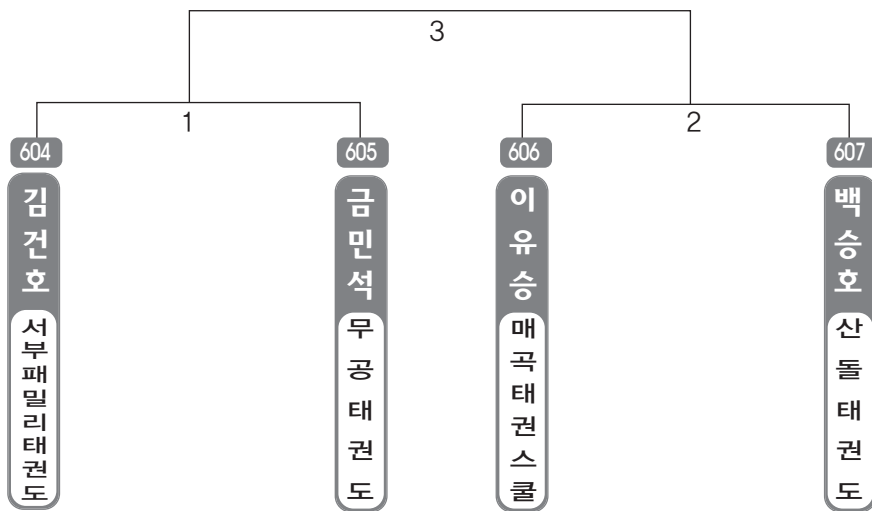 3
1
2
604
605
606
607
김건호
금민석
이유승
백승호
서부패밀리태권도
무공태권도
매곡태권스쿨
산돌태권도